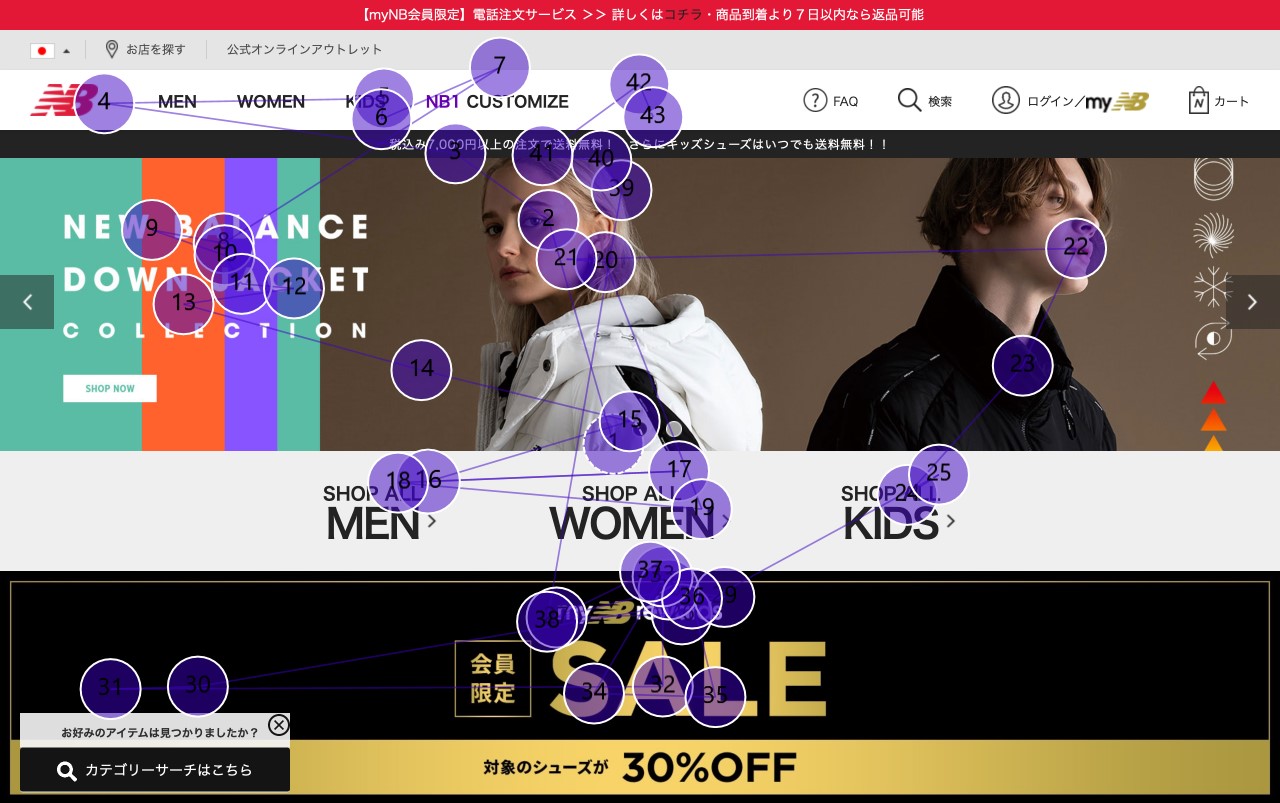 【myNB会員限定】電話注文サービス >> 詳しくはコチラ・商品到着より７日以内なら返品可能
お店を探す
公式オンラインアウトレット
MEN WOMEN KIDS NB1 CUSTOMIZE
FAQ 検索 ログイン／my NB カート
税込み7,000円以上の注文で送料無料！ さらにキッズシューズはいつでも送料無料！！
NEW BALANCE
DOWN JACKET
COLLECTION
SHOP NOW
SHOP ALL
MEN
SHOP ALL
WOMEN
SHOP ALL
KIDS
会員
限定
SALE
対象のシューズが 30%OFF
お好みのアイテムは見つかりましたか？
カテゴリーサーチはこちら
4
7
6
42
43
3
41
40
39
2
9
8
10
11
12
13
21
20
22
23
14
15
18
16
17
19
25
37
36
38
31
30
34
32
35